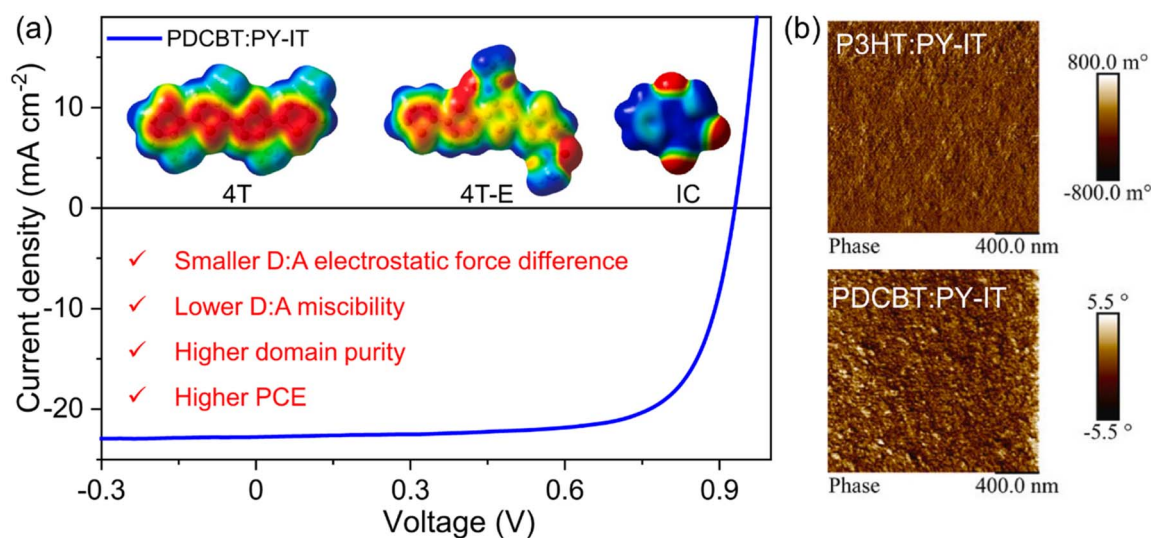 (a)
PDCBT:PY-IT
4T
4T-E
IC
✓ Smaller D:A electrostatic force difference
✓ Lower D:A miscibility
✓ Higher domain purity
✓ Higher PCE
Current density (mA cm⁻²)
10
0
-10
-20
-0.3
0
0.3
0.6
0.9
Voltage (V)
(b)
P3HT:PY-IT
800.0 m°
-800.0 m°
Phase
400.0 nm
PDCBT:PY-IT
5.5 °
-5.5 °
Phase
400.0 nm